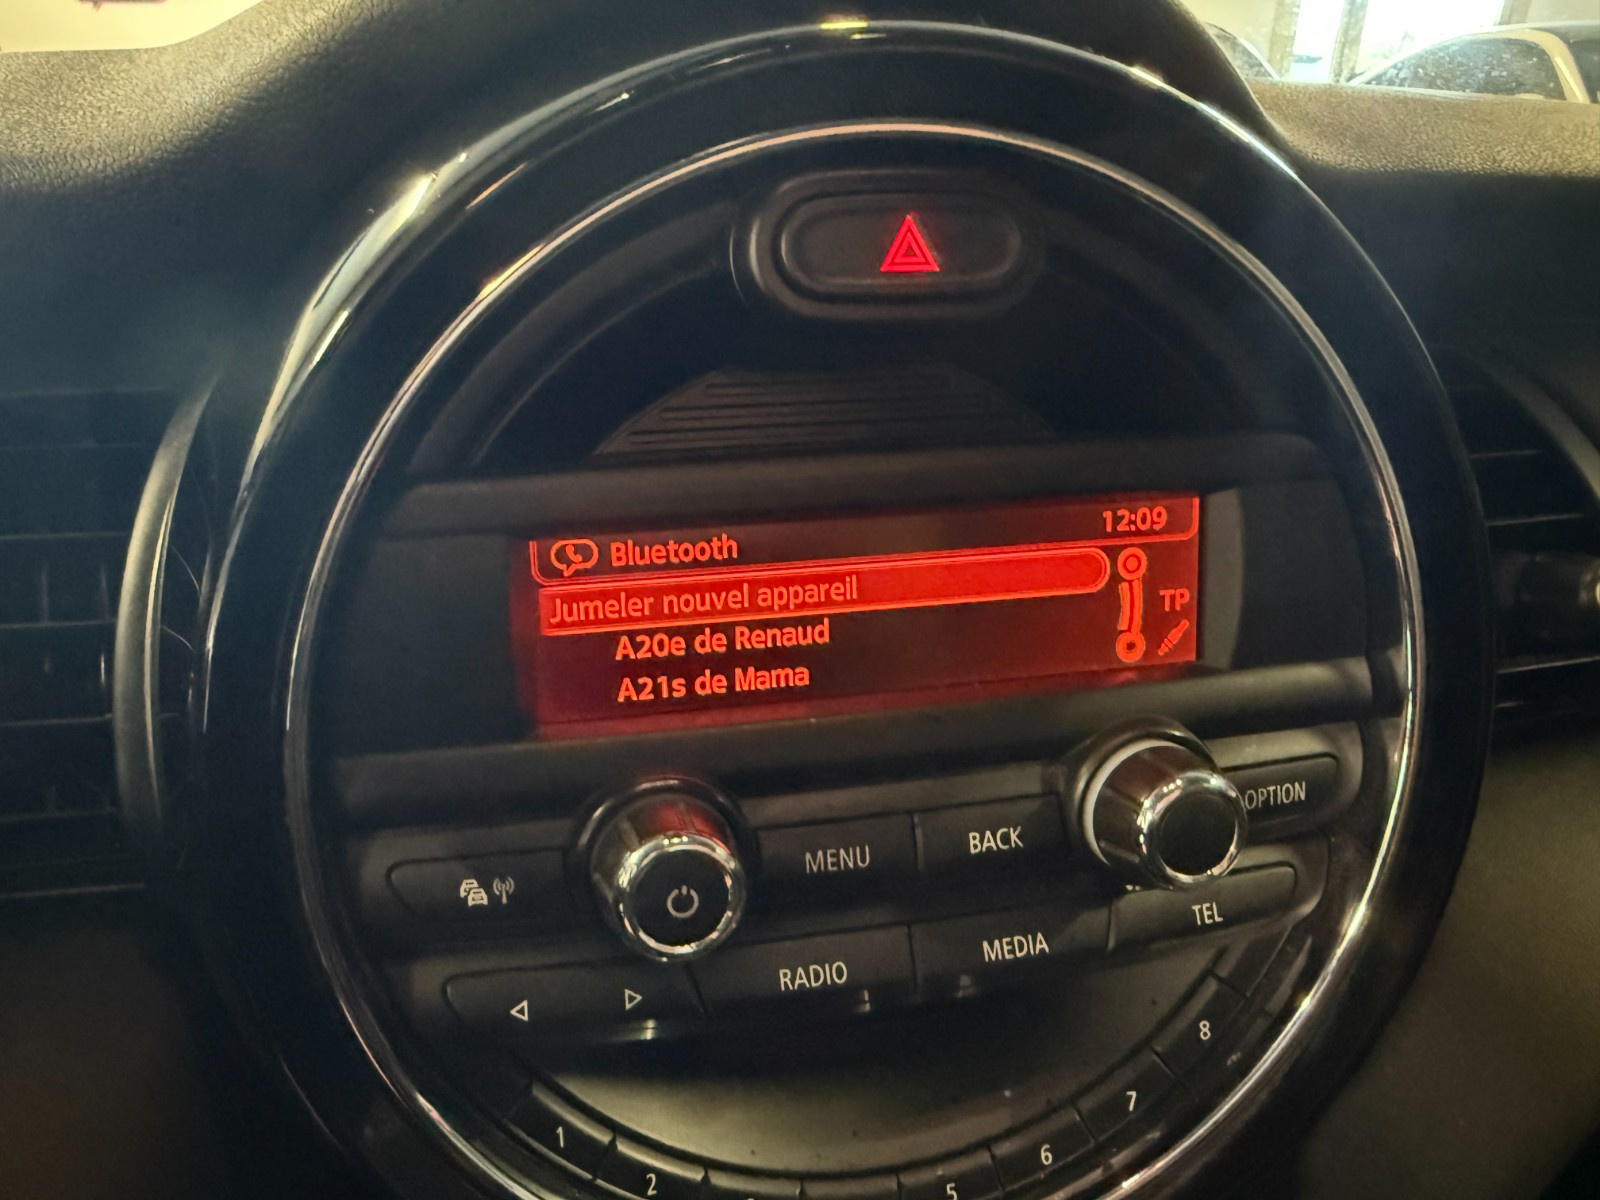 12:09
Bluetooth
Jumeler nouvel appareil
TP
A20e de Renaud
A21s de Mama
OPTION
MENU
BACK
TEL
RADIO
MEDIA
1
2
5
6
7
8